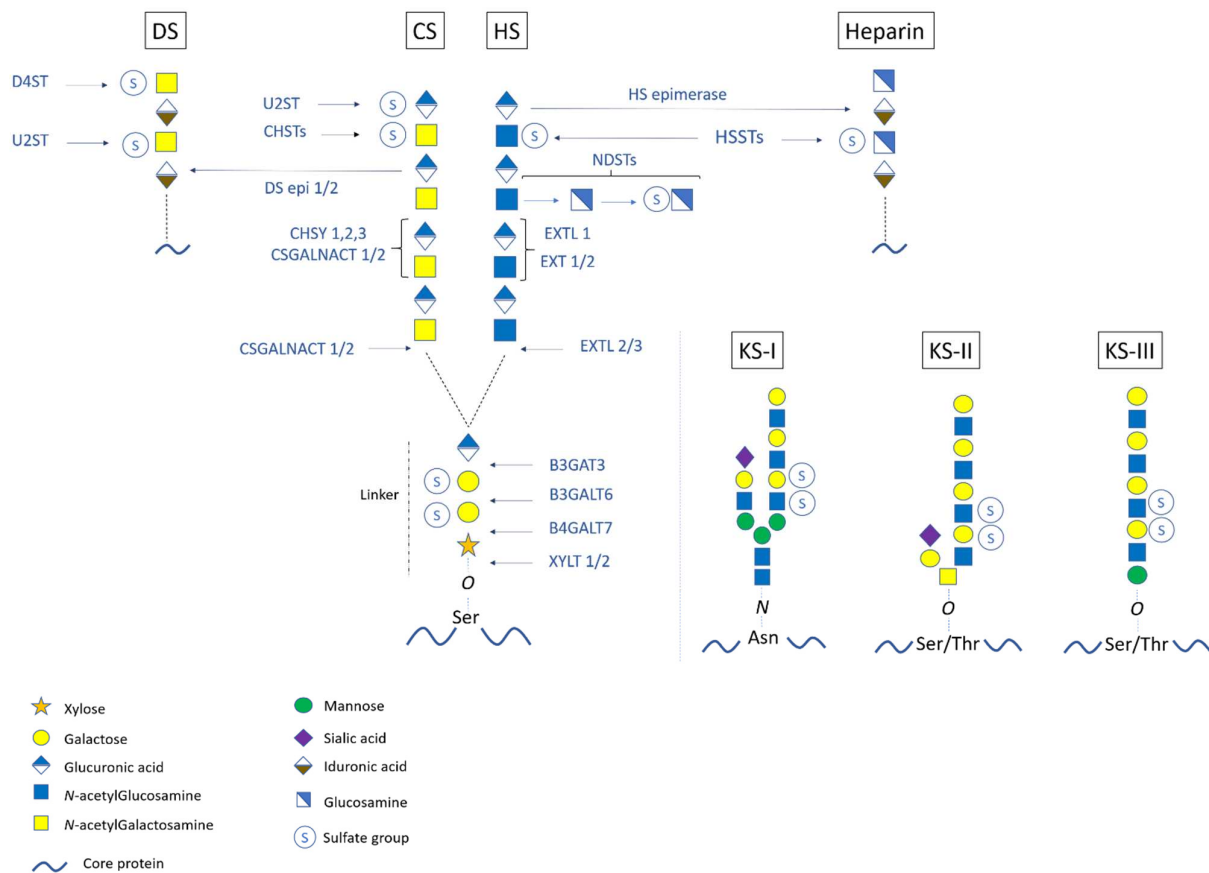 DS
CS
HS
Heparin
D4ST
S
U2ST
S
U2ST
S
CHSTs
S
DS epi 1/2
HS epimerase
S
HSSTs
S
NDSTs
S
CHSY 1,2,3
CSGALNACT 1/2
EXTL 1
EXT 1/2
CSGALNACT 1/2
EXTL 2/3
Linker
S
S
B3GAT3
B3GALT6
B4GALT7
XYLT 1/2
O
Ser
KS-I
KS-II
KS-III
S
S
S
S
S
S
N
O
O
Asn
Ser/Thr
Ser/Thr
Xylose
Galactose
Glucuronic acid
N-acetylGlucosamine
N-acetylGalactosamine
Core protein
Mannose
Sialic acid
Iduronic acid
Glucosamine
S Sulfate group